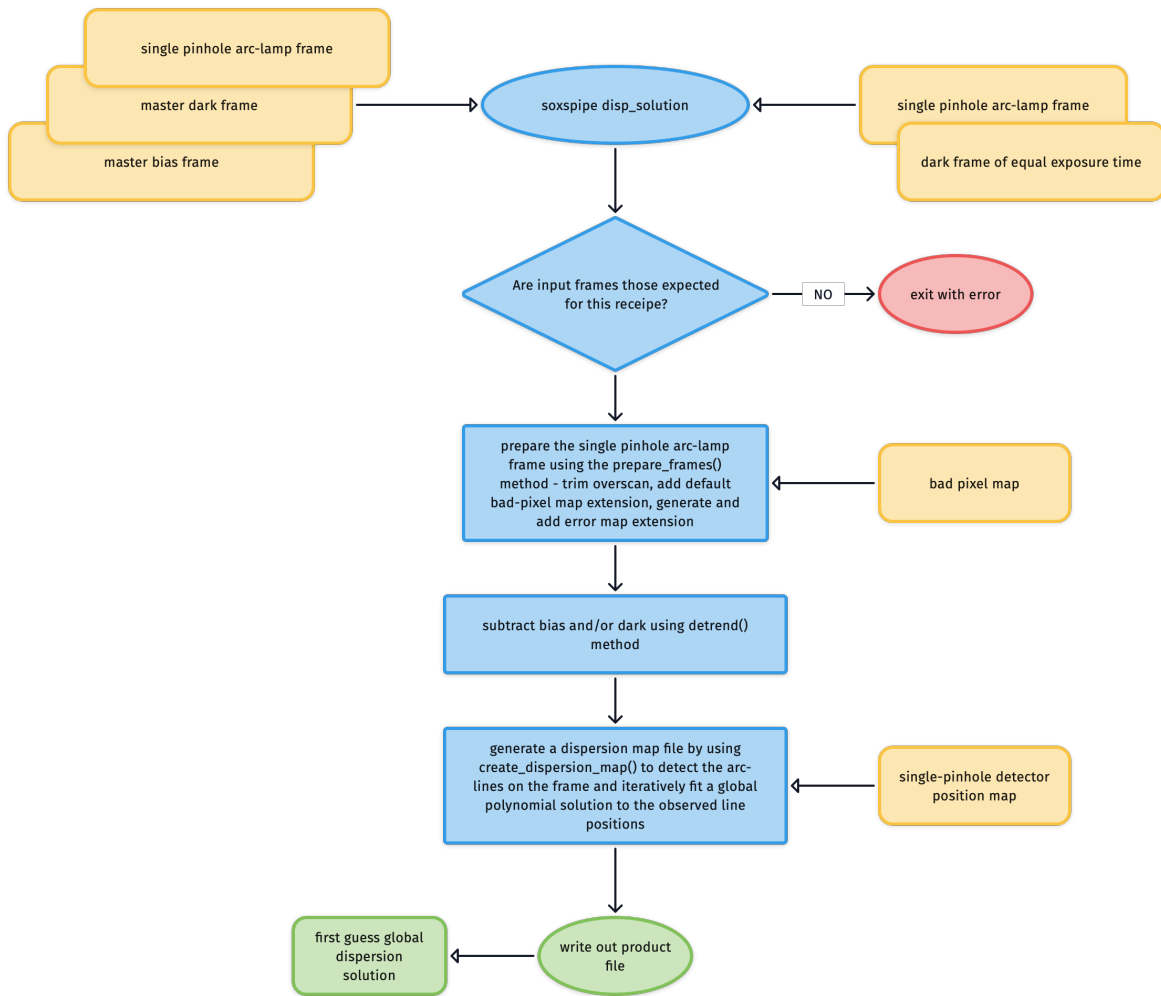 single pinhole arc-lamp frame
master dark frame
master bias frame
soxspipe disp_solution
single pinhole arc-lamp frame
dark frame of equal exposure time
Are input frames those expected
for this receipe?
NO
exit with error
prepare the single pinhole arc-lamp
frame using the prepare_frames()
method - trim overscan, add default
bad-pixel map extension, generate and
add error map extension
bad pixel map
subtract bias and/or dark using detrend()
method
generate a dispersion map file by using
create_dispersion_map() to detect the arc-
lines on the frame and iteratively fit a global
polynomial solution to the observed line
positions
single-pinhole detector
position map
first guess global
dispersion
solution
write out product
file